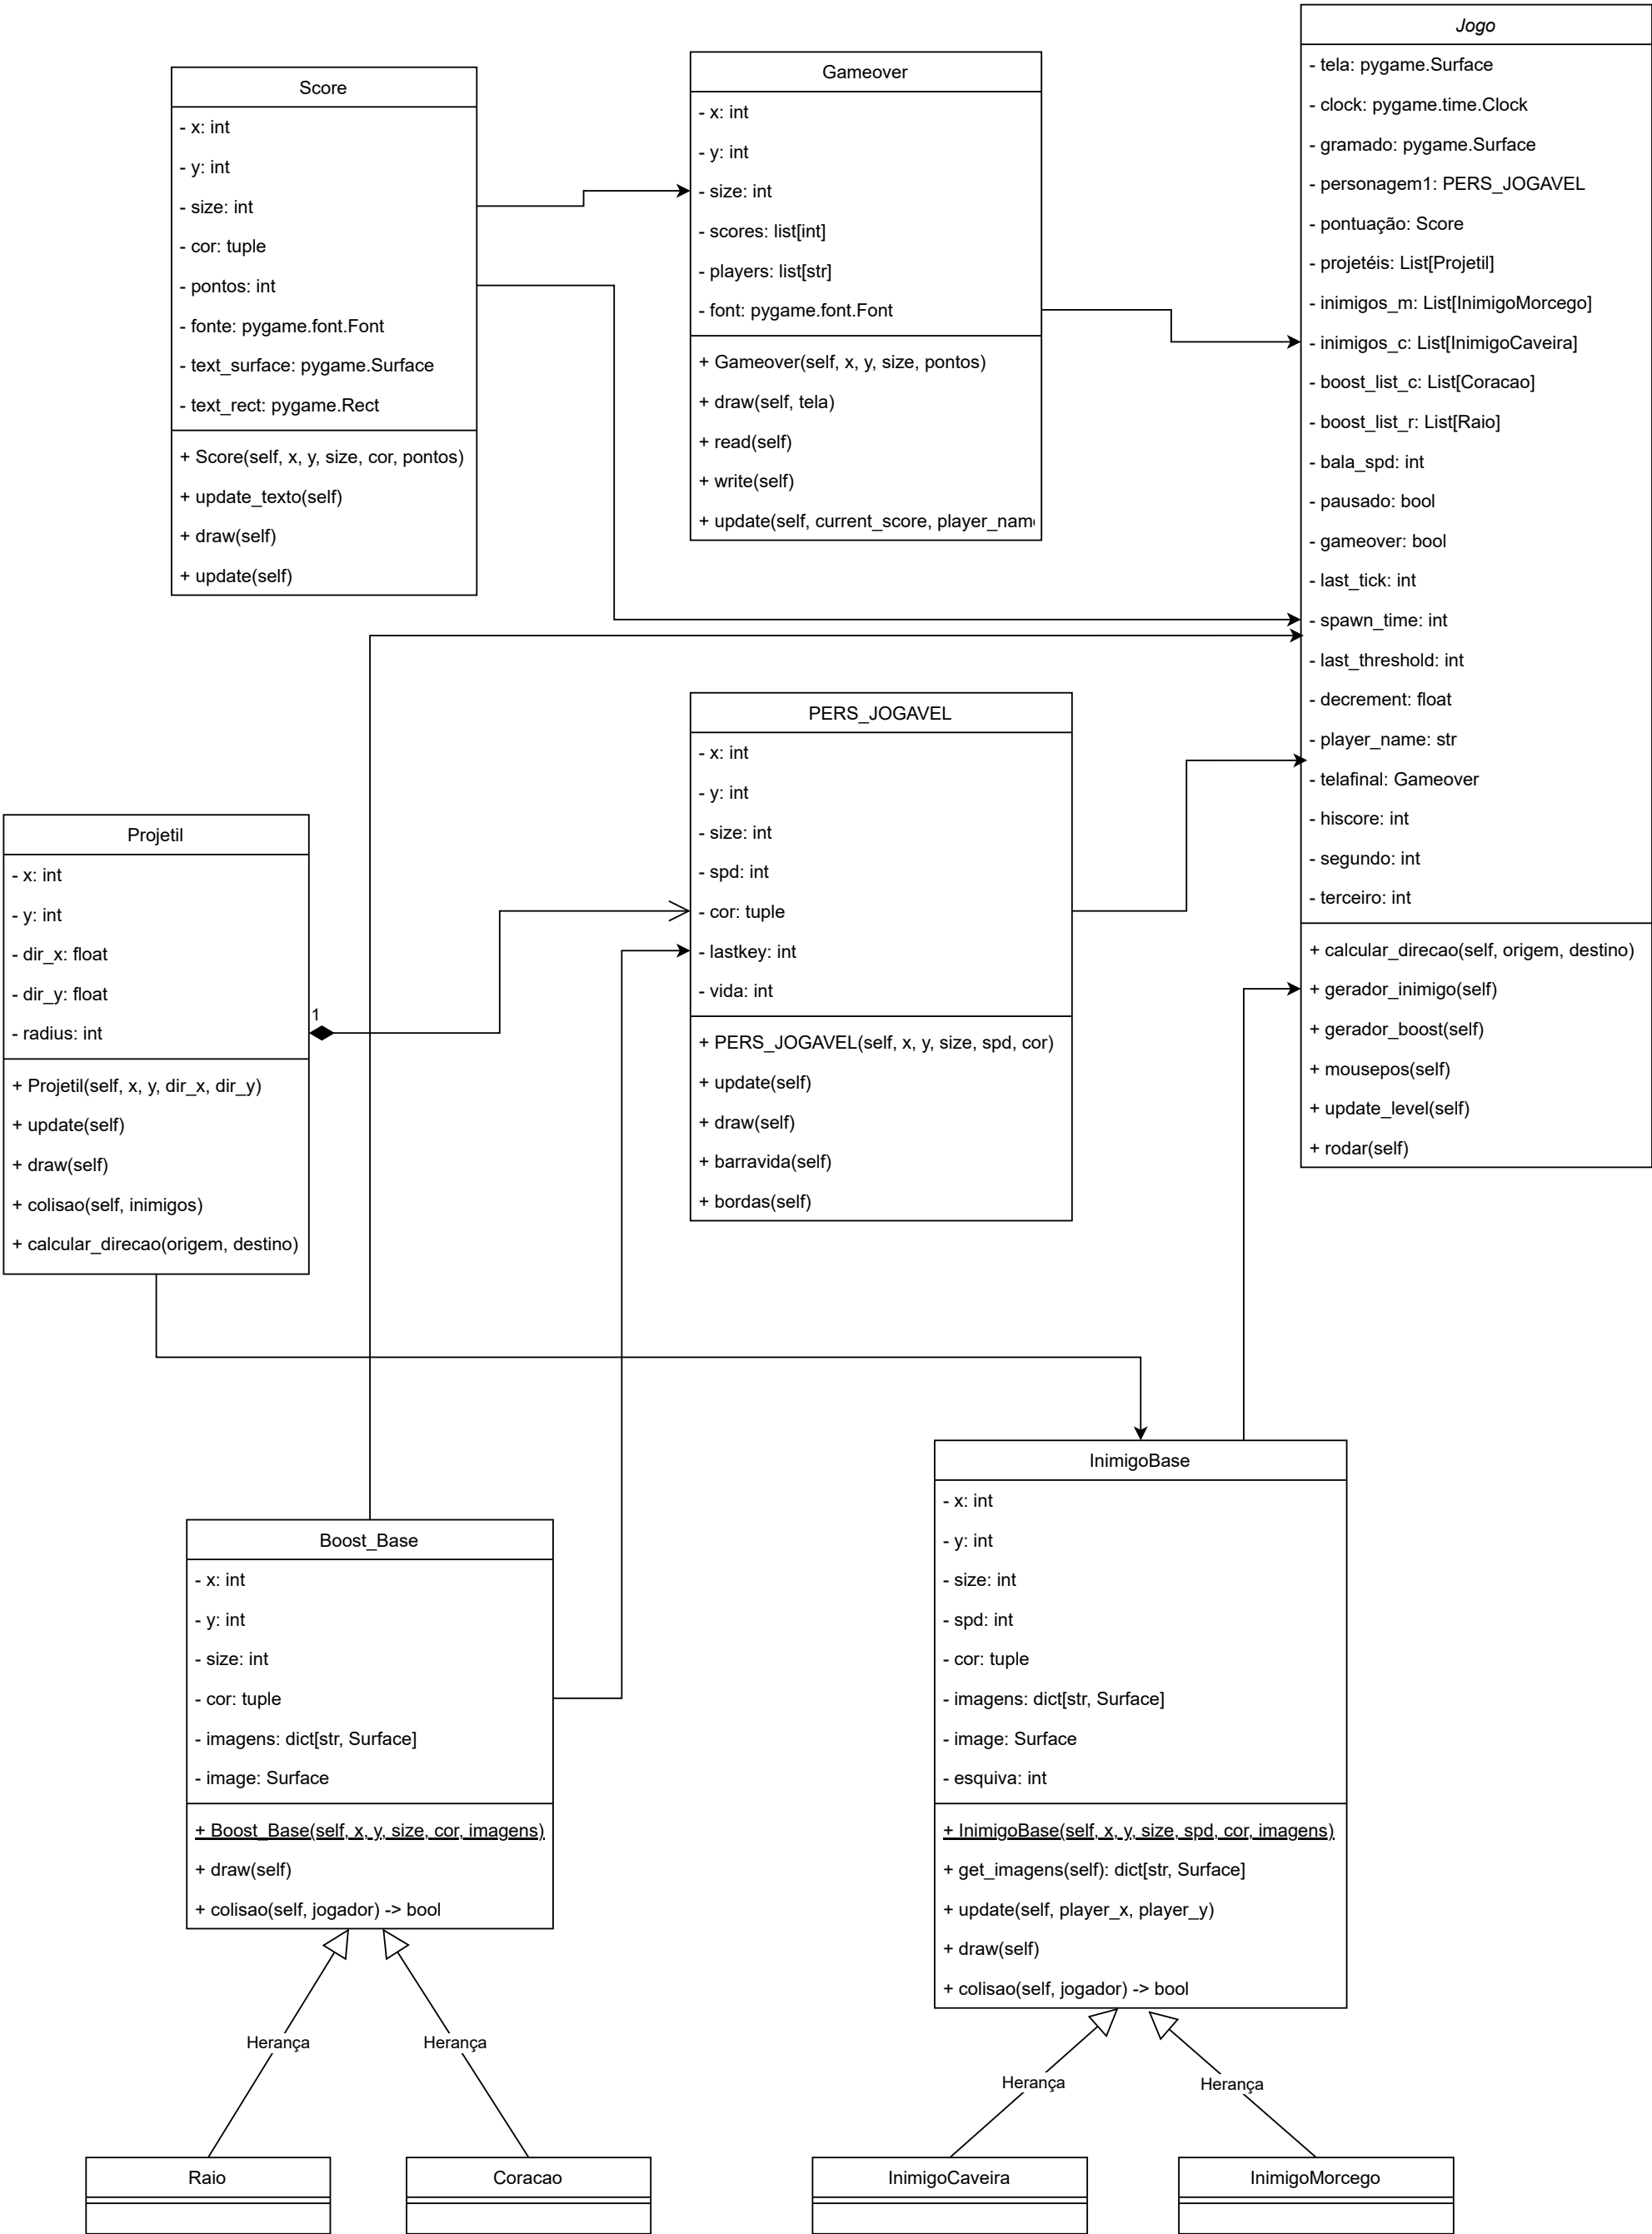 Score
- x: int
- y: int
- size: int
- cor: tuple
- pontos: int
- fonte: pygame.font.Font
- text_surface: pygame.Surface
- text_rect: pygame.Rect
+ Score(self, x, y, size, cor, pontos)
+ update_texto(self)
+ draw(self)
+ update(self)
Gameover
- x: int
- y: int
- size: int
- scores: list[int]
- players: list[str]
- font: pygame.font.Font
+ Gameover(self, x, y, size, pontos)
+ draw(self, tela)
+ read(self)
+ write(self)
+ update(self, current_score, player_nam
Jogo
- tela: pygame.Surface
- clock: pygame.time.Clock
- gramado: pygame.Surface
- personagem1: PERS_JOGAVEL
- pontuação: Score
- projetéis: List[Projetil]
- inimigos_m: List[InimigoMorcego]
- inimigos_c: List[InimigoCaveira]
- boost_list_c: List[Coracao]
- boost_list_r: List[Raio]
- bala_spd: int
- pausado: bool
- gameover: bool
- last_tick: int
- spawn_time: int
- last_threshold: int
- decrement: float
- player_name: str
- telafinal: Gameover
- hiscore: int
- segundo: int
- terceiro: int
+ calcular_direcao(self, origem, destino)
+ gerador_inimigo(self)
+ gerador_boost(self)
+ mousepos(self)
+ update_level(self)
+ rodar(self)
PERS_JOGAVEL
- x: int
- y: int
- size: int
- spd: int
- cor: tuple
- lastkey: int
- vida: int
+ PERS_JOGAVEL(self, x, y, size, spd, cor)
+ update(self)
+ draw(self)
+ barravida(self)
+ bordas(self)
Projetil
- x: int
- y: int
- dir_x: float
- dir_y: float
- radius: int
+ Projetil(self, x, y, dir_x, dir_y)
+ update(self)
+ draw(self)
+ colisao(self, inimigos)
+ calcular_direcao(origem, destino)
1
Boost_Base
- x: int
- y: int
- size: int
- cor: tuple
- imagens: dict[str, Surface]
- image: Surface
+ Boost_Base(self, x, y, size, cor, imagens)
+ draw(self)
+ colisao(self, jogador) -> bool
InimigoBase
- x: int
- y: int
- size: int
- spd: int
- cor: tuple
- imagens: dict[str, Surface]
- image: Surface
- esquiva: int
+ InimigoBase(self, x, y, size, spd, cor, imagens)
+ get_imagens(self): dict[str, Surface]
+ update(self, player_x, player_y)
+ draw(self)
+ colisao(self, jogador) -> bool
Herança
Herança
Herança
Herança
Raio
Coracao
InimigoCaveira
InimigoMorcego